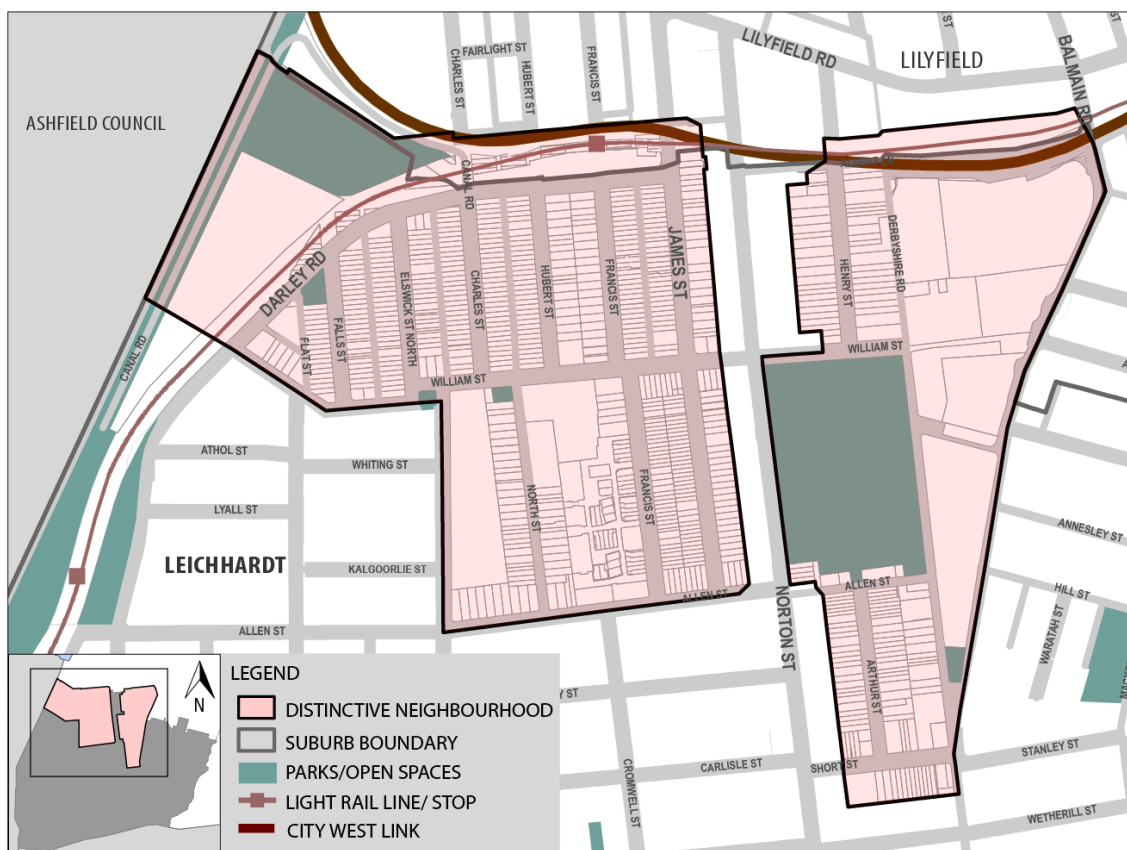 ASHFIELD COUNCIL
FAIRLIGHT ST
CHARLES ST
HUBERT ST
FRANCIS ST
LILYFIELD RD
LILYFIELD
BALMAIN RD
CANAL RD
DARLEY RD
JAMES ST
HENRY ST
DERBYSHIRE RD
CANAL RD
FLAT ST
FALLS ST
ELSWICK ST NORTH
CHARLES ST
HUBERT ST
FRANCIS ST
WILLIAM ST
WILLIAM ST
ATHOL ST
WHITING ST
LYALL ST
NORTH ST
FRANCIS ST
LEICHHARDT
KALGOORLIE ST
ALLEN ST
ALLEN ST
ALLEN ST
NORTON ST
ANNESLEY ST
HILL ST
WARATAH ST
ARTHUR ST
CROMWELL ST
CARLISLE ST
SHORT ST
STANLEY ST
WETHERILL ST
N
LEGEND
DISTINCTIVE NEIGHBOURHOOD
SUBURB BOUNDARY
PARKS/OPEN SPACES
LIGHT RAIL LINE/ STOP
CITY WEST LINK